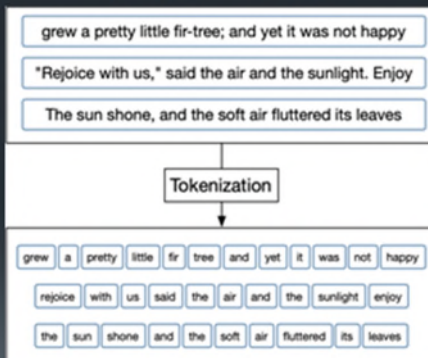 grew a pretty little fir-tree; and yet it was not happy
"Rejoice with us," said the air and the sunlight. Enjoy
The sun shone, and the soft air fluttered its leaves
Tokenization
grew a pretty little fir tree and yet it was not happy
rejoice with us said the air and the sunlight enjoy
the sun shone and the soft air fluttered its leaves